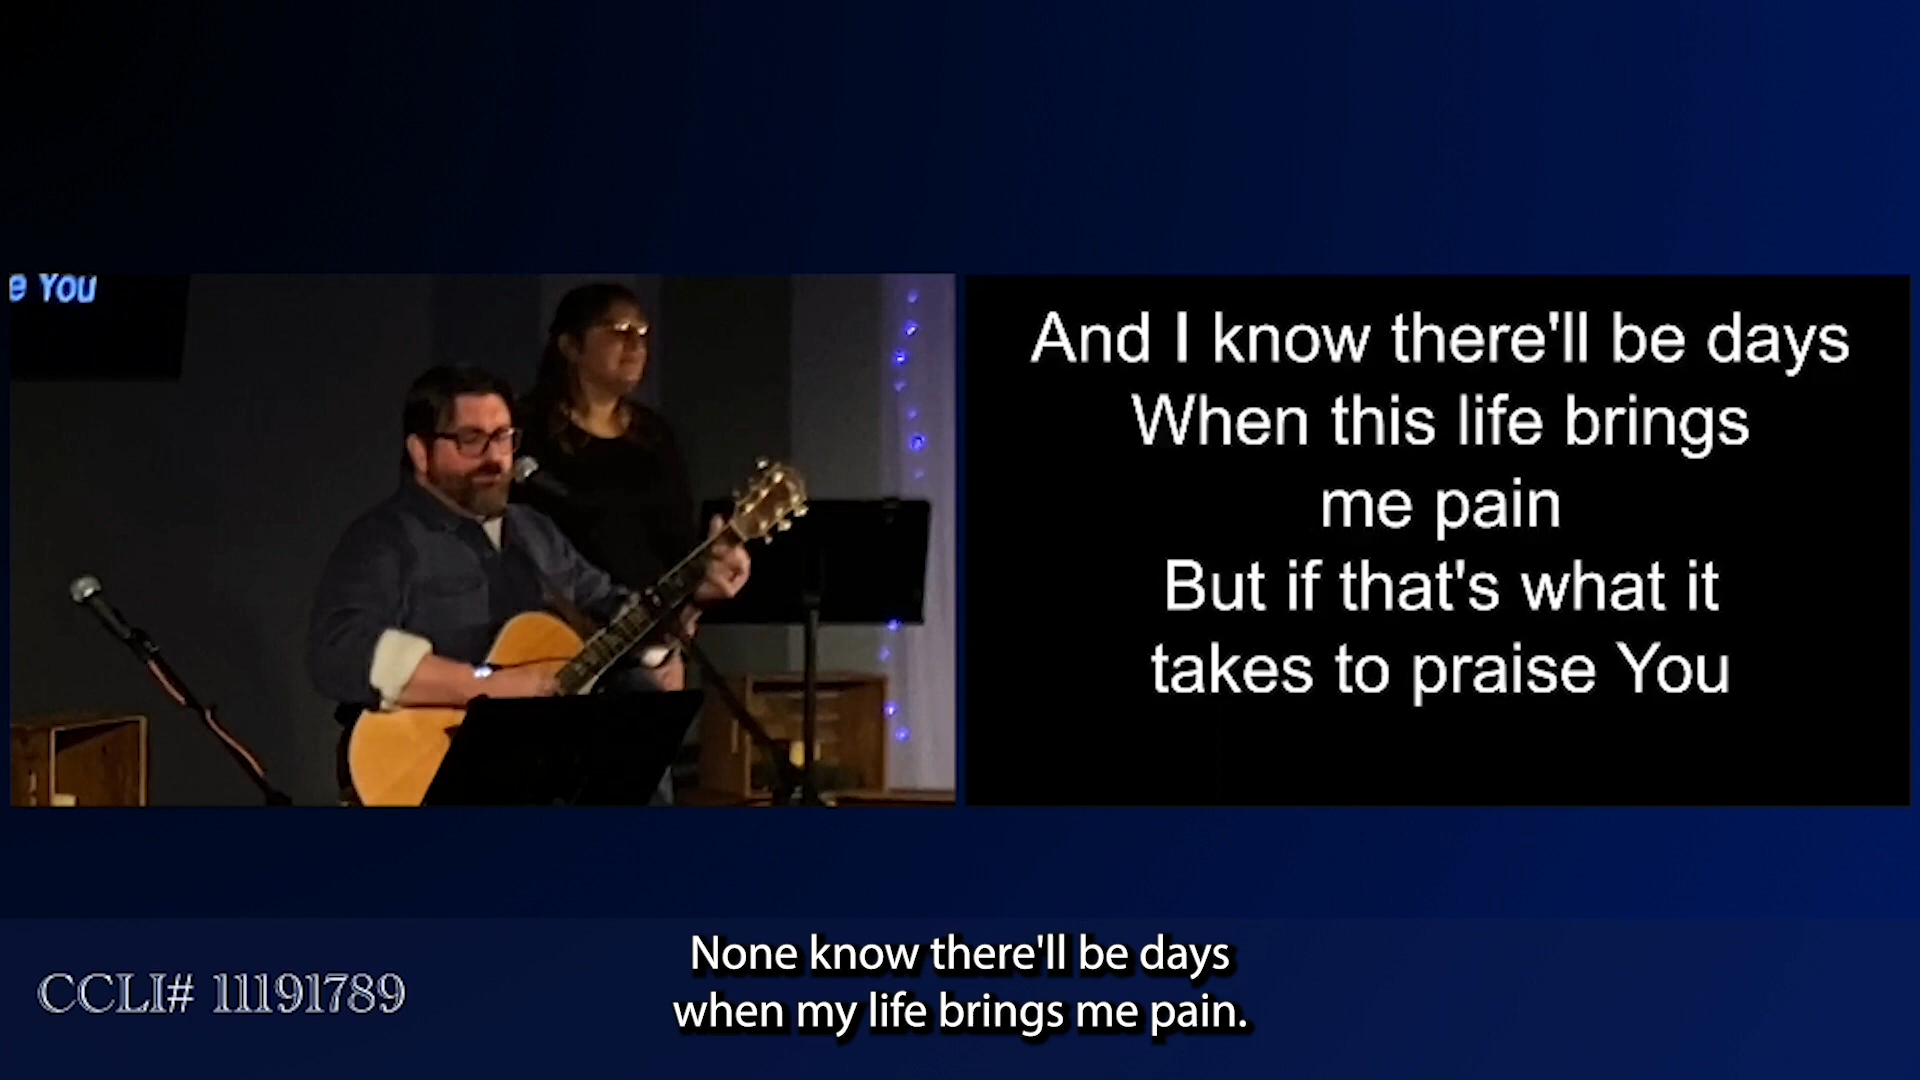 e You
And I know there'll be days
When this life brings
me pain
But if that's what it
takes to praise You
None know there'll be days
when my life brings me pain.
CCLI# 11191789